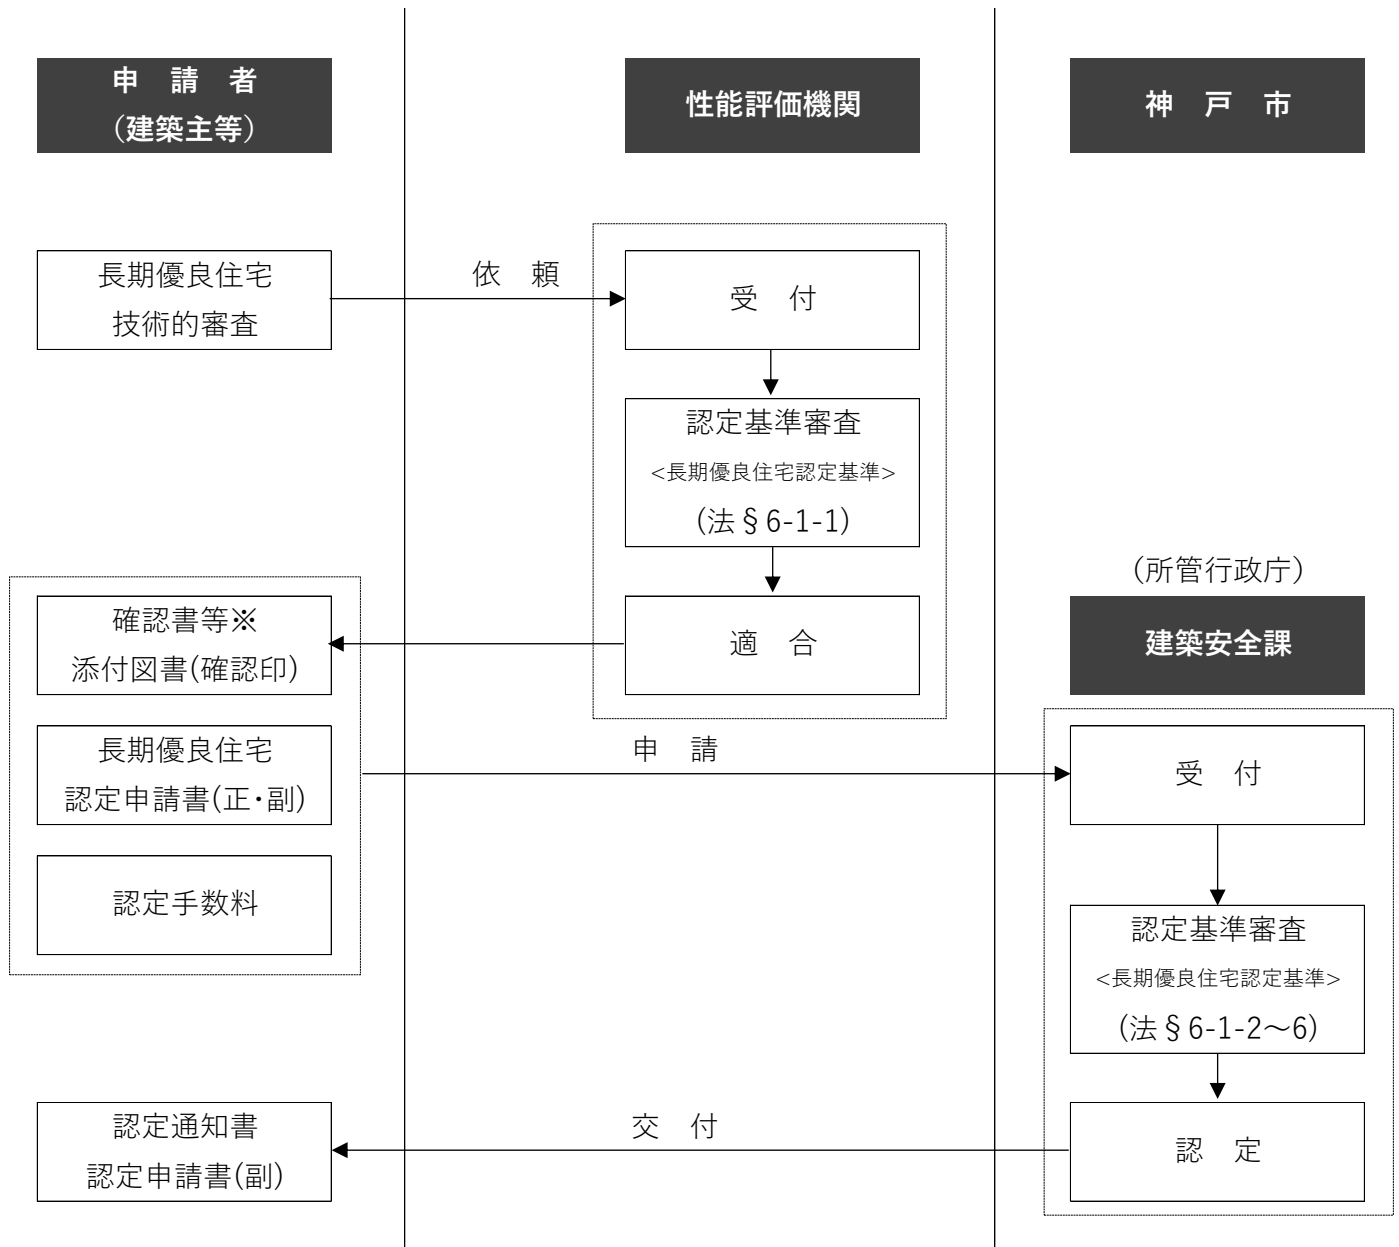 申　請　者
（建築主等）
性能評価機関
神　戸　市
長期優良住宅
技術的審査
依　頼
受　付
認定基準審査
<長期優良住宅認定基準>
(法§6-1-1)
適　合
確認書等※
添付図書(確認印)
長期優良住宅
認定申請書(正・副)
認定手数料
申　請
（所管行政庁）
建築安全課
受　付
認定基準審査
<長期優良住宅認定基準>
(法§6-1-2～6)
認　定
交　付
認定通知書
認定申請書(副)